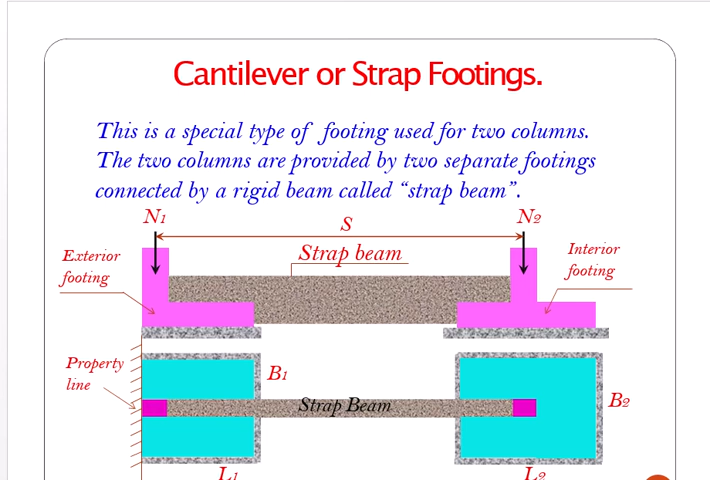 Cantilever or Strap Footings.
This is a special type of footing used for two columns.
The two columns are provided by two separate footings
connected by a rigid beam called “strap beam”.
N1
S
N2
Exterior
footing
Strap beam
Interior
footing
Property
line
B1
Strap Beam
B2
L1
L2